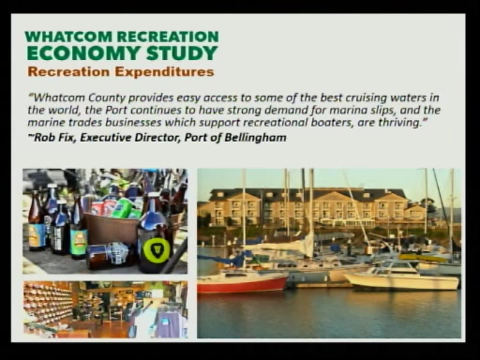 WHATCOM RECREATION
ECONOMY STUDY
Recreation Expenditures
“Whatcom County provides easy access to some of the best cruising waters in
the world, the Port continues to have strong demand for marina slips, and the
marine trades businesses which support recreational boaters, are thriving.”
~Rob Fix, Executive Director, Port of Bellingham